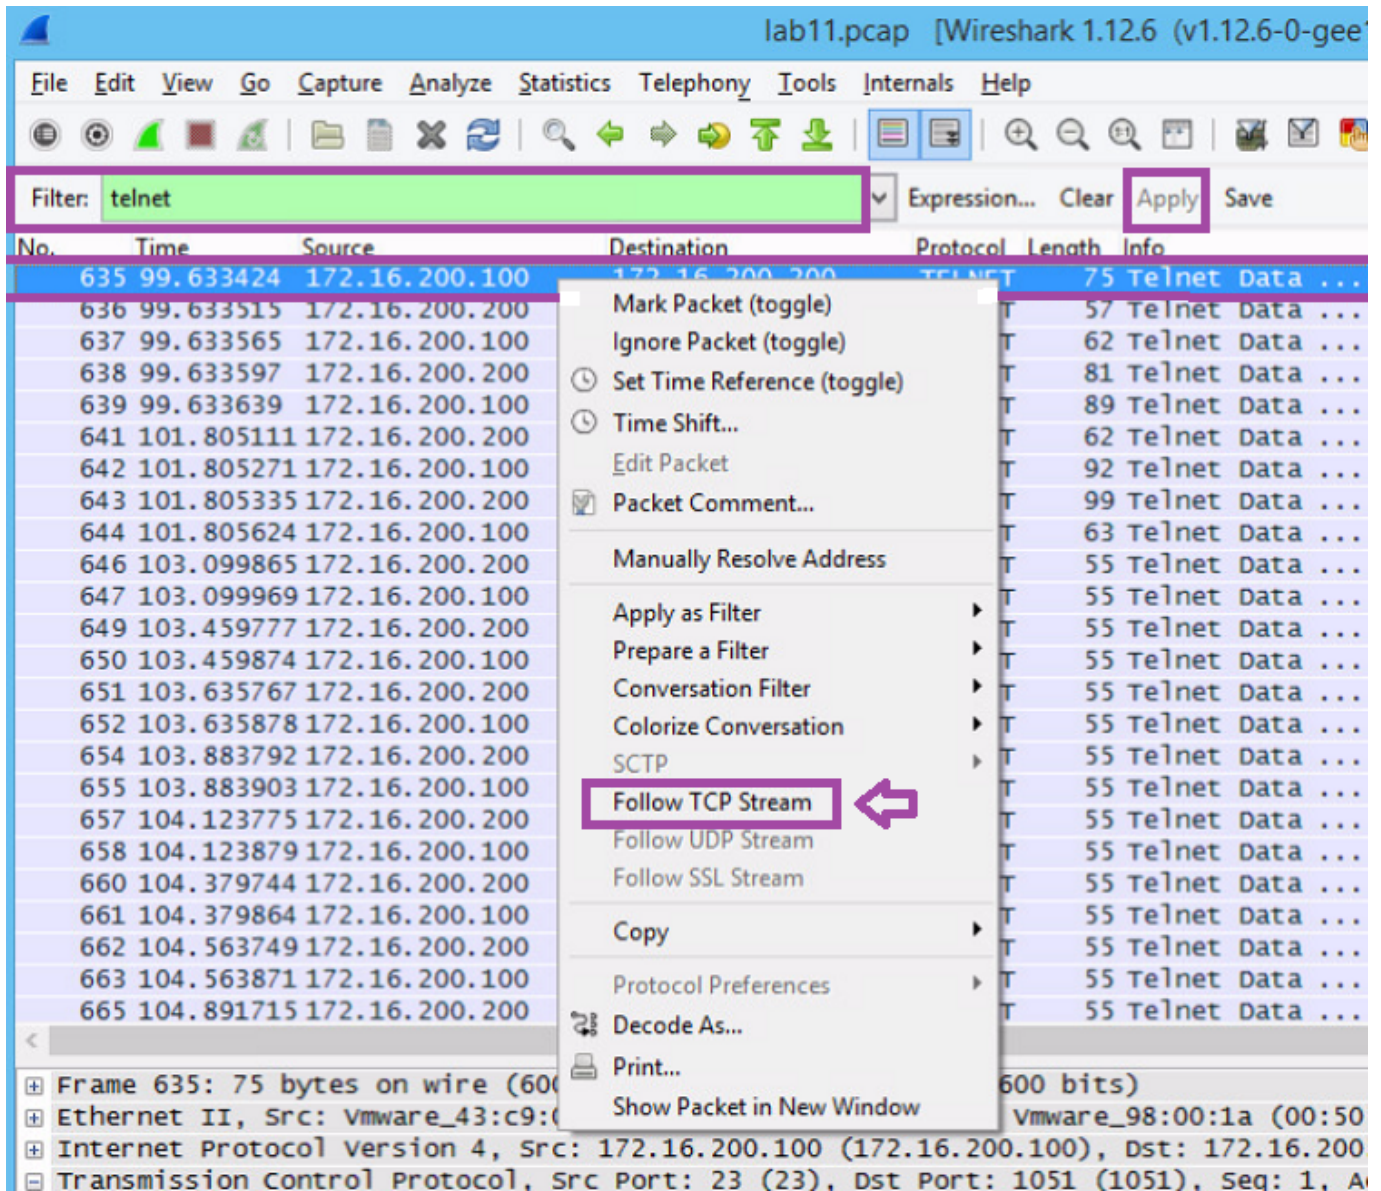 lab11.pcap [Wireshark 1.12.6 (v1.12.6-0-gee1
File Edit View Go Capture Analyze Statistics Telephony Tools Internals Help
Filter: telnet Expression... Clear Apply Save
No. Time Source Destination Protocol Length Info
635 99.633424 172.16.200.100 172.16.200.200 TELNET 75 Telnet Data ...
636 99.633515 172.16.200.200 T 57 Telnet Data ...
637 99.633565 172.16.200.100 T 62 Telnet Data ...
638 99.633597 172.16.200.200 T 81 Telnet Data ...
639 99.633639 172.16.200.100 T 89 Telnet Data ...
641 101.805111 172.16.200.200 T 62 Telnet Data ...
642 101.805271 172.16.200.100 T 92 Telnet Data ...
643 101.805335 172.16.200.200 T 99 Telnet Data ...
644 101.805624 172.16.200.100 T 63 Telnet Data ...
646 103.099865 172.16.200.200 T 55 Telnet Data ...
647 103.099969 172.16.200.100 T 55 Telnet Data ...
649 103.459777 172.16.200.200 T 55 Telnet Data ...
650 103.459874 172.16.200.100 T 55 Telnet Data ...
651 103.635767 172.16.200.200 T 55 Telnet Data ...
652 103.635878 172.16.200.100 T 55 Telnet Data ...
654 103.883792 172.16.200.200 T 55 Telnet Data ...
655 103.883903 172.16.200.100 T 55 Telnet Data ...
657 104.123775 172.16.200.200 T 55 Telnet Data ...
658 104.123879 172.16.200.100 T 55 Telnet Data ...
660 104.379744 172.16.200.200 T 55 Telnet Data ...
661 104.379864 172.16.200.100 T 55 Telnet Data ...
662 104.563749 172.16.200.200 T 55 Telnet Data ...
663 104.563871 172.16.200.100 T 55 Telnet Data ...
665 104.891715 172.16.200.200 T 55 Telnet Data ...
Mark Packet (toggle)
Ignore Packet (toggle)
Set Time Reference (toggle)
Time Shift...
Edit Packet
Packet Comment...
Manually Resolve Address
Apply as Filter
Prepare a Filter
Conversation Filter
Colorize Conversation
SCTP
Follow TCP Stream
Follow UDP Stream
Follow SSL Stream
Copy
Protocol Preferences
Decode As...
Print...
Show Packet in New Window
Frame 635: 75 bytes on wire (600 600 bits)
Ethernet II, Src: Vmware_43:c9: Vmware_98:00:1a (00:50
Internet Protocol Version 4, Src: 172.16.200.100 (172.16.200.100), Dst: 172.16.200
Transmission Control Protocol, Src Port: 23 (23), Dst Port: 1051 (1051), Seq: 1, A